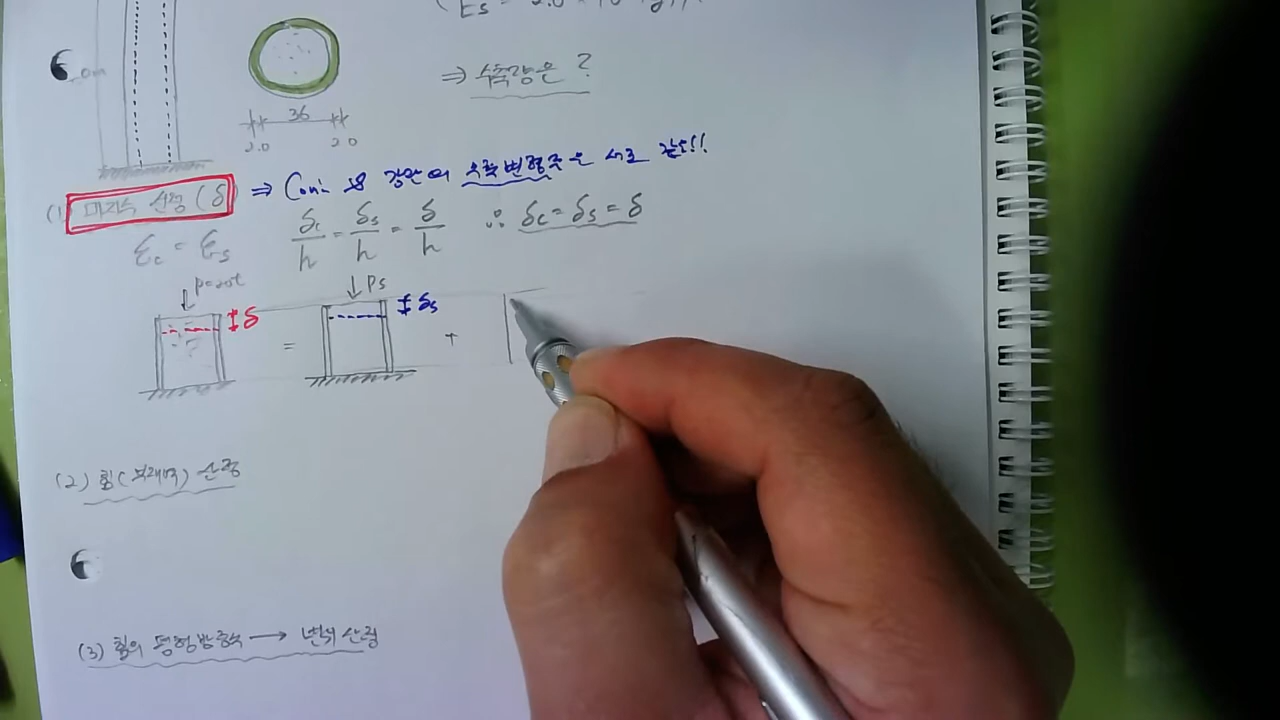 ⇒ 수축량은 ?
36
2.0 2.0
(1) 미지수 선정 (δ) ⇒ Con'c & 강관의 수축변형률은 서로 같다!!
εc = εs δc/h = δs/h = δ/h ∴ δc = δs = δ
Ps
δ = δs +
(2) 힘(부재력) 산정
(3) 힘의 평형방정식 → 변위 산정